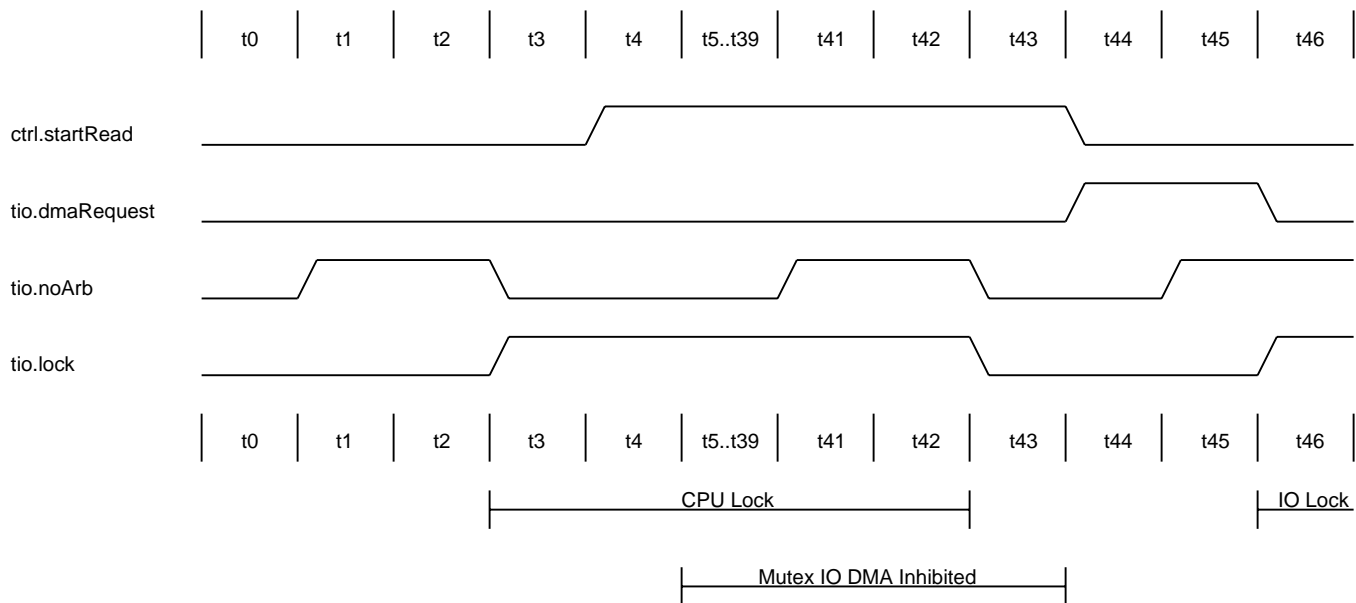 t0 t1 t2 t3 t4 t5..t39 t41 t42 t43 t44 t45 t46
ctrl.startRead
tio.dmaRequest
tio.noArb
tio.lock
t0 t1 t2 t3 t4 t5..t39 t41 t42 t43 t44 t45 t46
CPU Lock IO Lock
Mutex IO DMA Inhibited